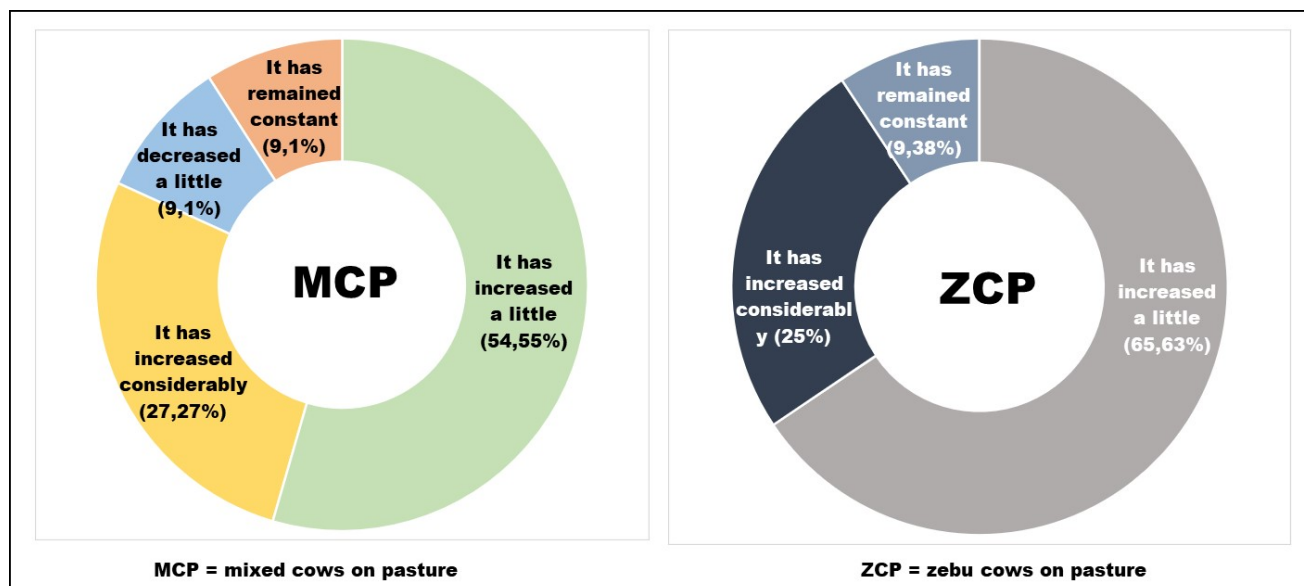 It has
remained
constant
(9,1%)
It has
decreased
a little
(9,1%)
It has
increased
a little
(54,55%)
It has
increased
considerably
(27,27%)
MCP
MCP = mixed cows on pasture
It has
remained
constant
(9,38%)
It has
increased
considerabl
y (25%)
It has
increased
a little
(65,63%)
ZCP
ZCP = zebu cows on pasture